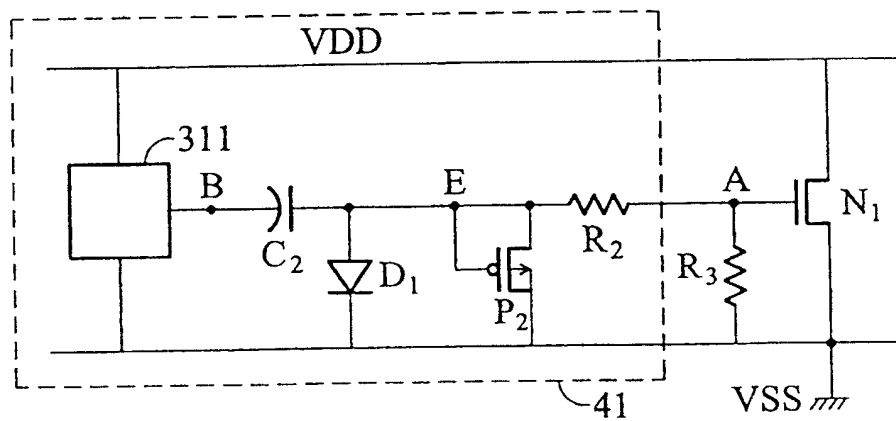 VDD
311
B
E
A
C₂
D₁
P₂
R₂
R₃
N₁
VSS
41